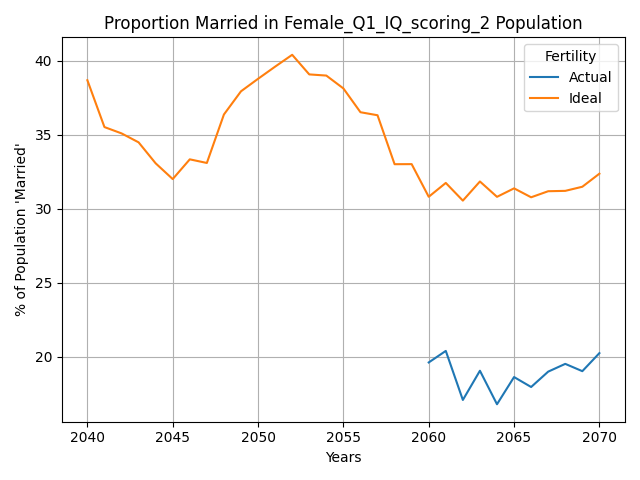 Proportion Married in Female_Q1_IQ_scoring_2 Population
% of Population 'Married'
40
35
30
25
20
Fertility
Actual
Ideal
2040 2045 2050 2055 2060 2065 2070
Years